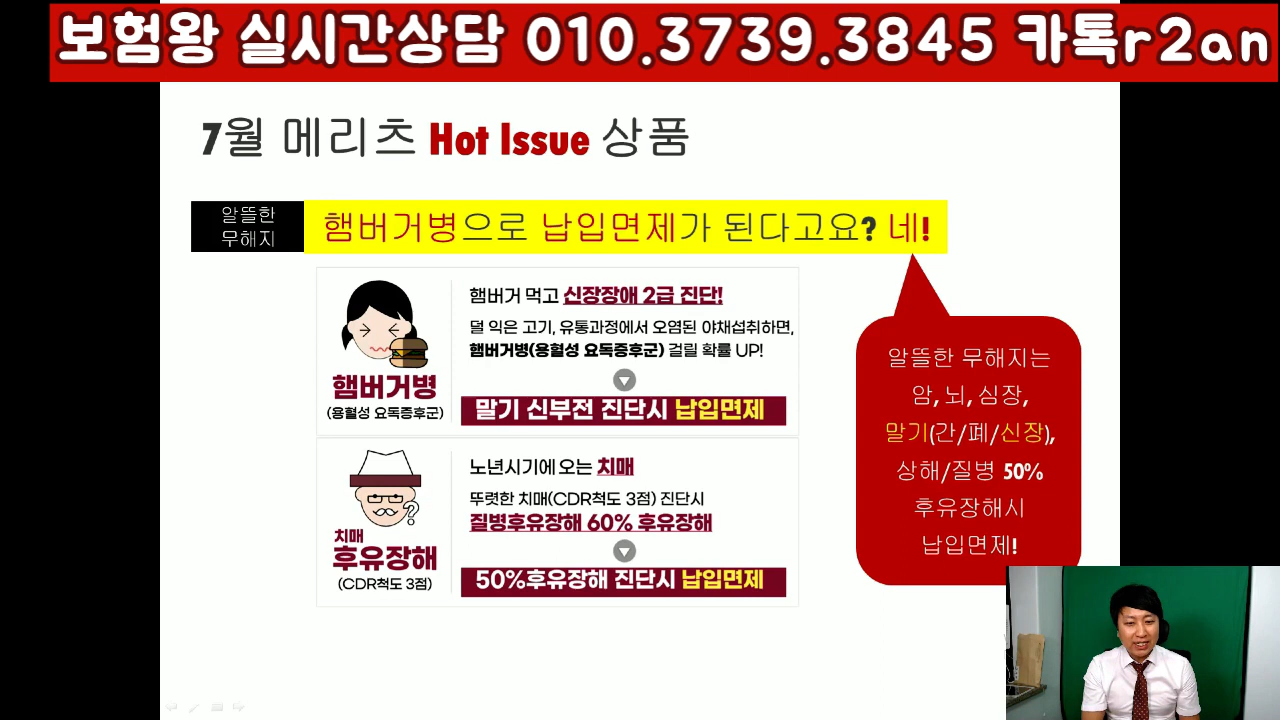 보험왕 실시간상담 010.3739.3845 카톡r2an
7월 메리츠 Hot Issue 상품
알뜰한
무해지
햄버거병으로 납입면제가 된다고요? 네!
햄버거 먹고 신장장애 2급 진단!
덜 익은 고기, 유통과정에서 오염된 야채섭취하면,
햄버거병(용혈성 요독증후군) 걸릴 확률 UP!
햄버거병
(용혈성 요독증후군)
말기 신부전 진단시 납입면제
노년시기에 오는 치매
뚜렷한 치매(CDR척도 3점) 진단시
질병후유장해 60% 후유장해
치매
후유장해
(CDR척도 3점)
50%후유장해 진단시 납입면제
알뜰한 무해지는
암, 뇌, 심장,
말기(간/폐/신장),
상해/질병 50%
후유장해시
납입면제!